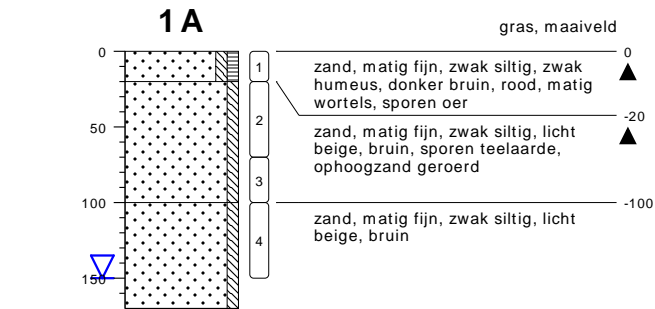 1 A
gras, maaiveld
0
0
1
zand, matig fijn, zwak siltig, zwak
humeus, donker bruin, rood, matig
wortels, sporen oer
-20
50
2
zand, matig fijn, zwak siltig, licht
beige, bruin, sporen teelaarde,
ophoogzand geroerd
3
100
-100
4
zand, matig fijn, zwak siltig, licht
beige, bruin
150